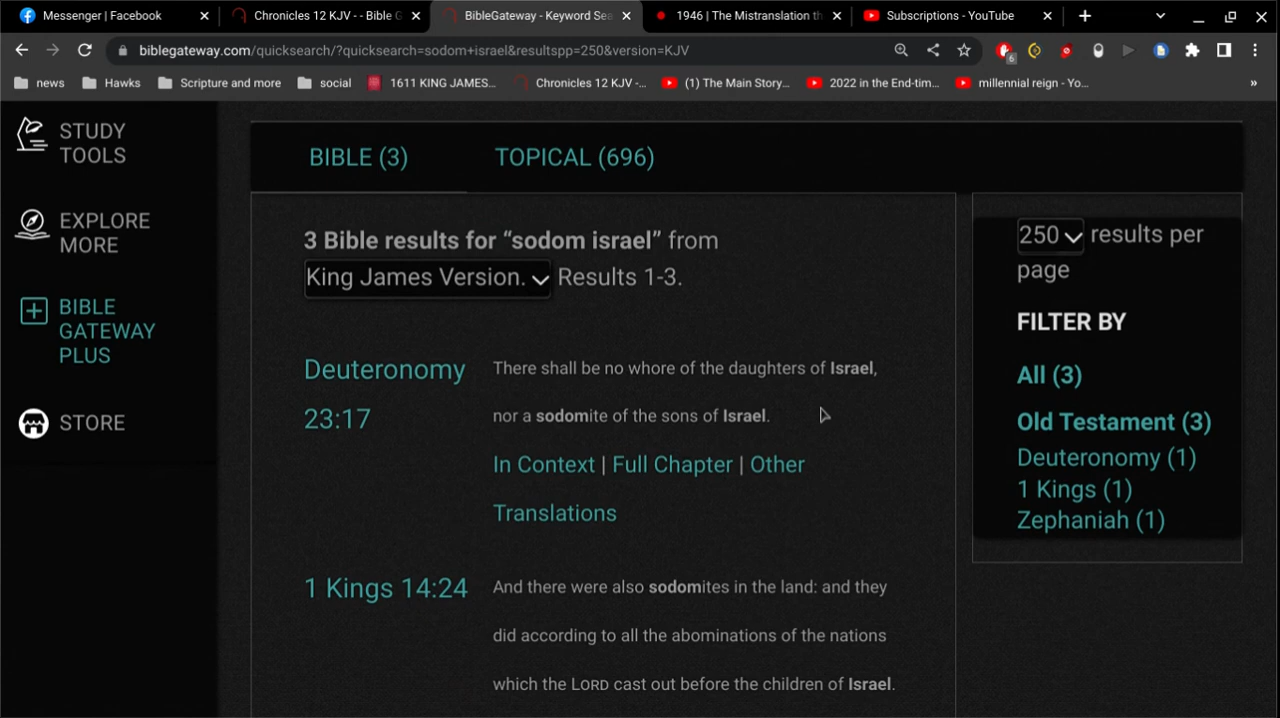 Messenger | Facebook
Chronicles 12 KJV - - Bible G
BibleGateway - Keyword Sea
1946 | The Mistranslation th
Subscriptions - YouTube
biblegateway.com/quicksearch/?quicksearch=sodom+israel&resultspp=250&version=KJV
6
news
Hawks
Scripture and more
social
1611 KING JAMES...
Chronicles 12 KJV -...
(1) The Main Story...
2022 in the End-tim...
millennial reign - Yo...
»
STUDY
TOOLS
EXPLORE
MORE
BIBLE
GATEWAY
PLUS
STORE
BIBLE (3)
TOPICAL (696)
3 Bible results for “sodom israel” from
King James Version. Results 1-3.
Deuteronomy
23:17
There shall be no whore of the daughters of Israel,
nor a sodomite of the sons of Israel.
In Context | Full Chapter | Other
Translations
1 Kings 14:24
And there were also sodomites in the land: and they
did according to all the abominations of the nations
which the LORD cast out before the children of Israel.
250 results per
page
FILTER BY
All (3)
Old Testament (3)
Deuteronomy (1)
1 Kings (1)
Zephaniah (1)